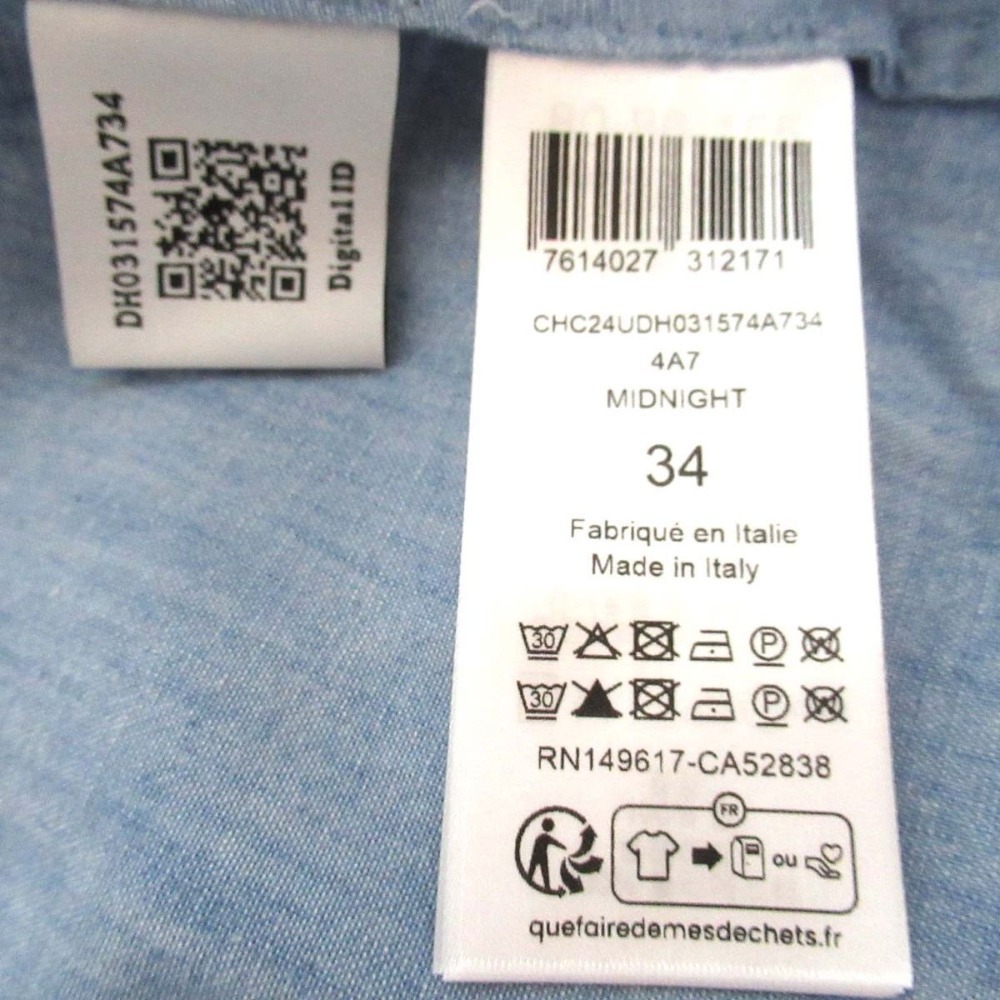 DH031574A734
Digital ID
7614027 312171
CHC24UDH031574A734
4A7
MIDNIGHT
34
Fabriqué en Italie
Made in Italy
30 P W
30 P W
RN149617-CA52838
FR
ou
quefairedemesdechets.fr